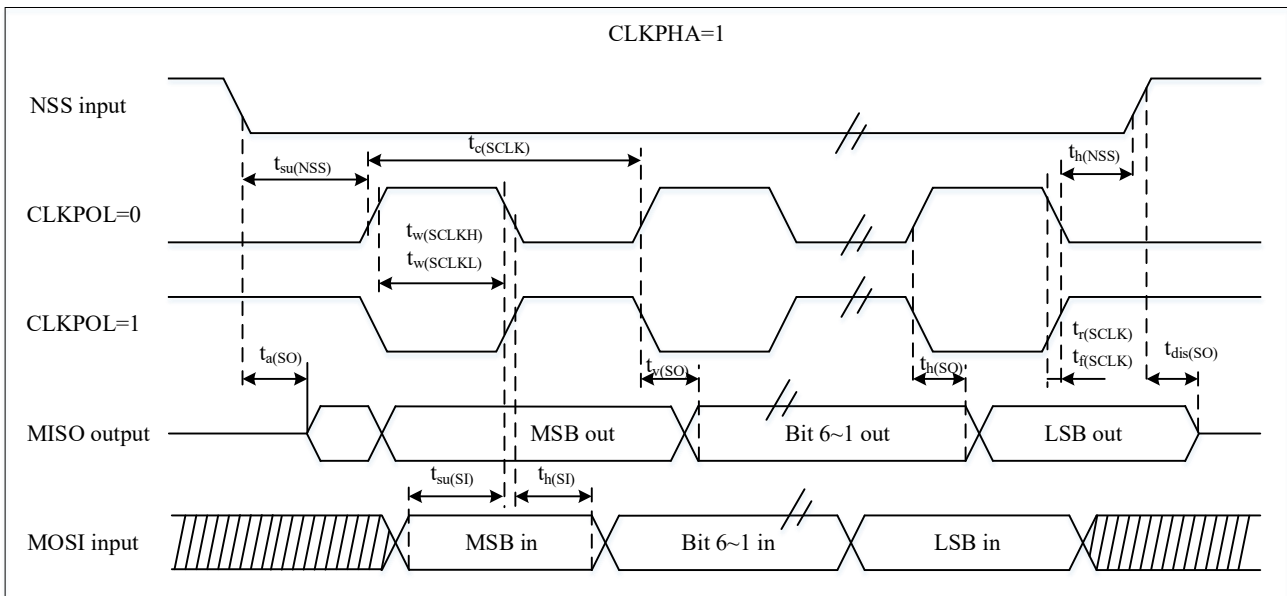 CLKPHA=1
NSS input
tsu(NSS)
tc(SCLK)
th(NSS)
CLKPOL=0
tw(SCLKH)
tw(SCLKL)
CLKPOL=1
ta(SO)
tv(SO)
th(SO)
tr(SCLK)
tf(SCLK)
tdis(SO)
MISO output
MSB out
Bit 6~1 out
LSB out
tsu(SI)
th(SI)
MOSI input
MSB in
Bit 6~1 in
LSB in